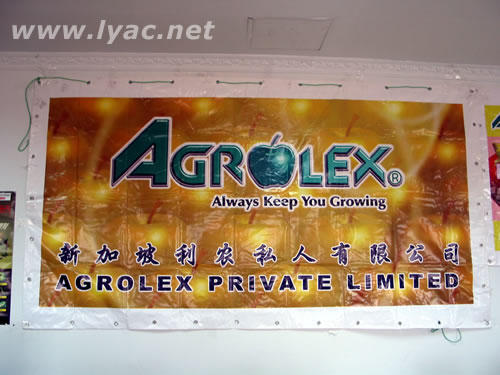 www.lyac.net
AGROLEX®
Always Keep You Growing
新加坡利农私人有限公司
AGROLEX PRIVATE LIMITED